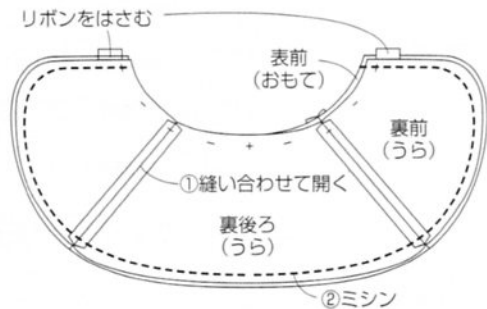 リボンをはさむ
表前
(おもて)
裏前
(うら)
①縫い合わせて開く
裏後ろ
(うら)
②ミシン